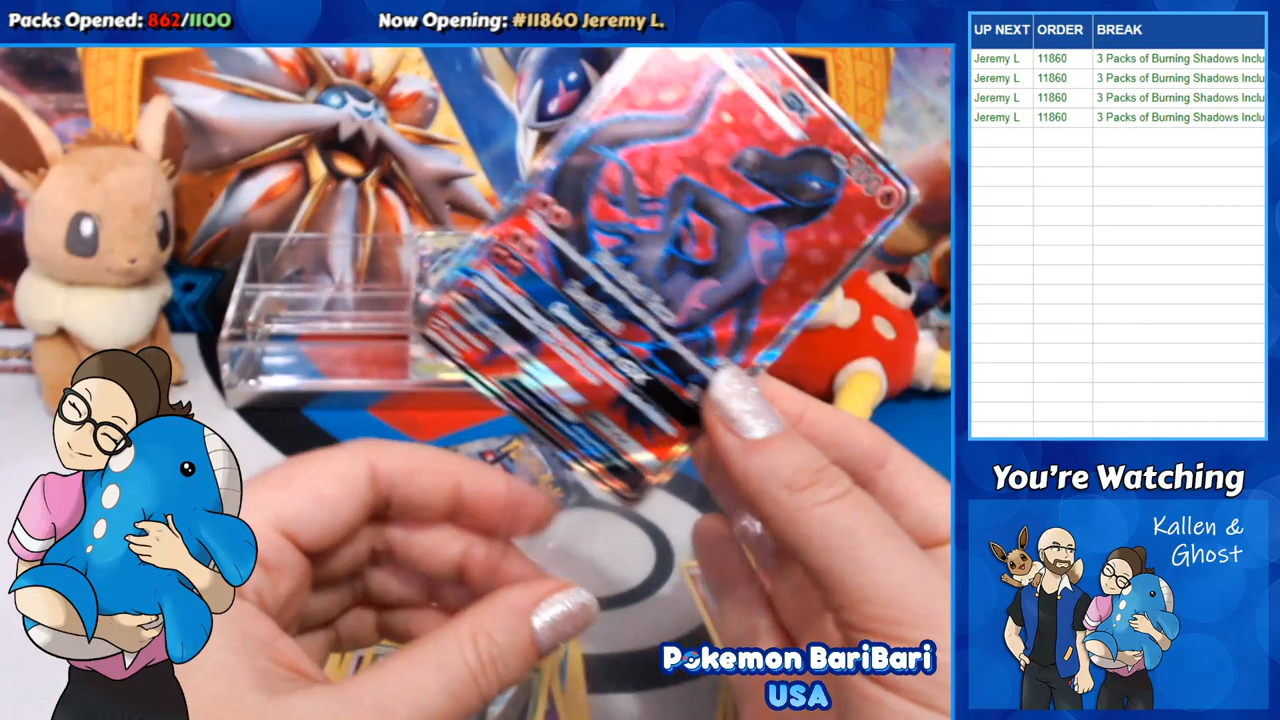 Packs Opened: 862/1100
Now Opening: #11860 Jeremy L.
UP NEXT ORDER BREAK
Jeremy L 11860 3 Packs of Burning Shadows Inclu
Jeremy L 11860 3 Packs of Burning Shadows Inclu
Jeremy L 11860 3 Packs of Burning Shadows Inclu
Jeremy L 11860 3 Packs of Burning Shadows Inclu
GX
200
You're Watching
Kallen &
Ghost
Pokemon BariBari
USA